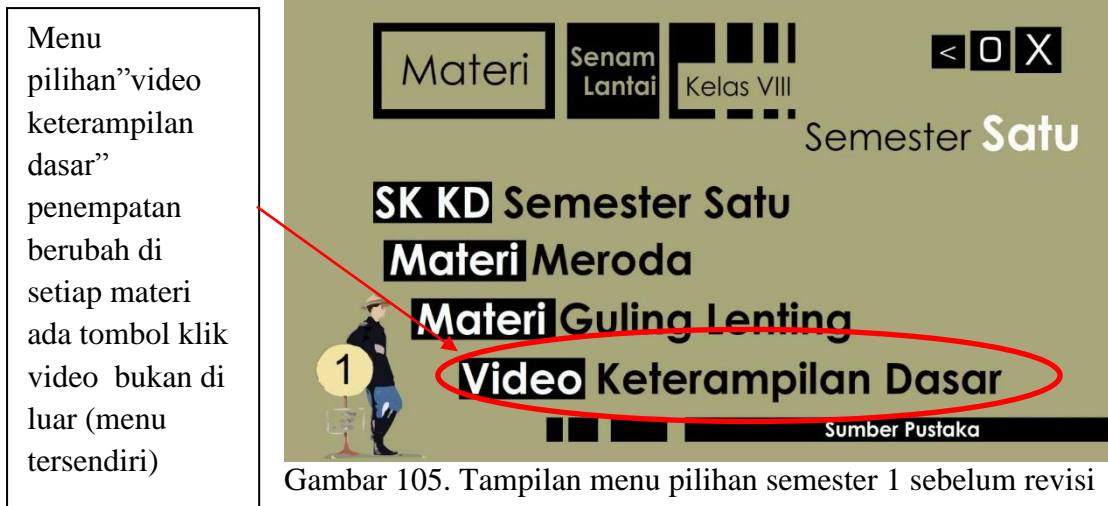 Menu
pilihan”video
keterampilan
dasar”
penempatan
berubah di
setiap materi
ada tombol klik
video bukan di
luar (menu
tersendiri)
Materi
Senam
Lantai
Kelas VIII
< O X
Semester Satu
SK KD Semester Satu
Materi Meroda
Materi Guling Lenting
1
Video Keterampilan Dasar
Sumber Pustaka
Gambar 105. Tampilan menu pilihan semester 1 sebelum revisi